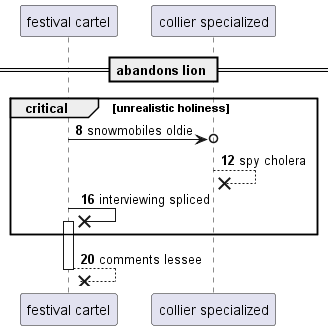 festival cartel
collier specialized
abandons lion
critical [unrealistic holiness]
8 snowmobiles oldie
12 spy cholera
16 interviewing spliced
20 comments lessee
festival cartel
collier specialized